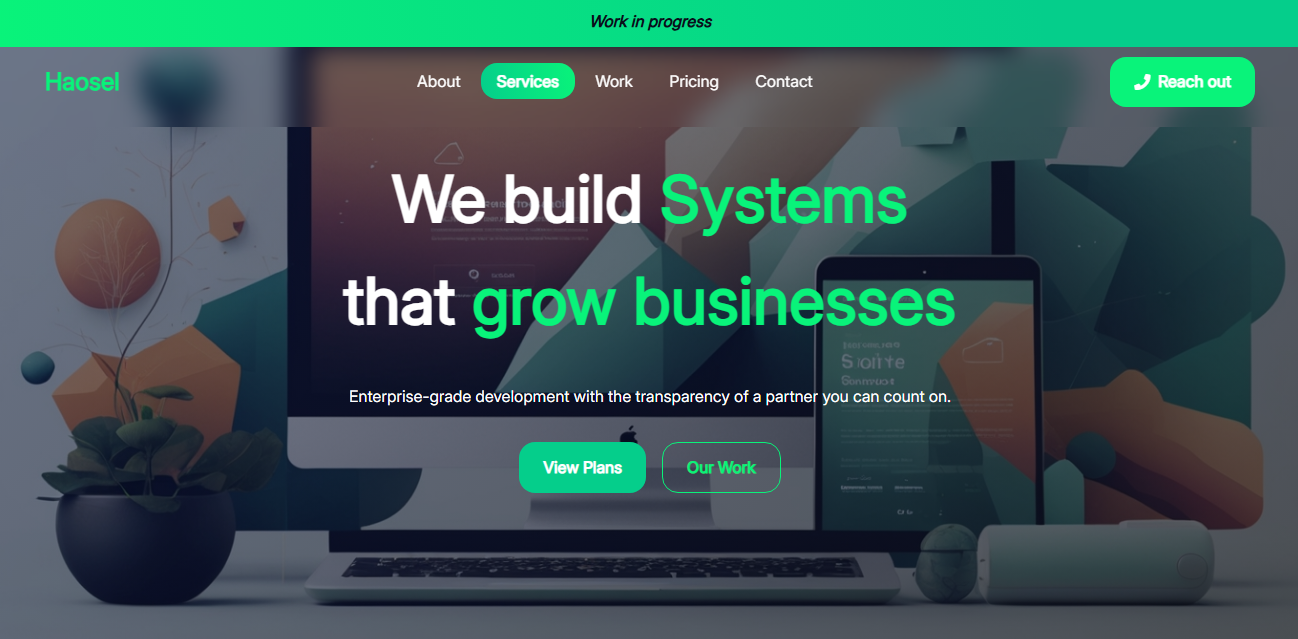 Work in progress
Haosel
About
Services
Work
Pricing
Contact
Reach out
We build Systems
that grow businesses
Enterprise-grade development with the transparency of a partner you can count on.
View Plans
Our Work